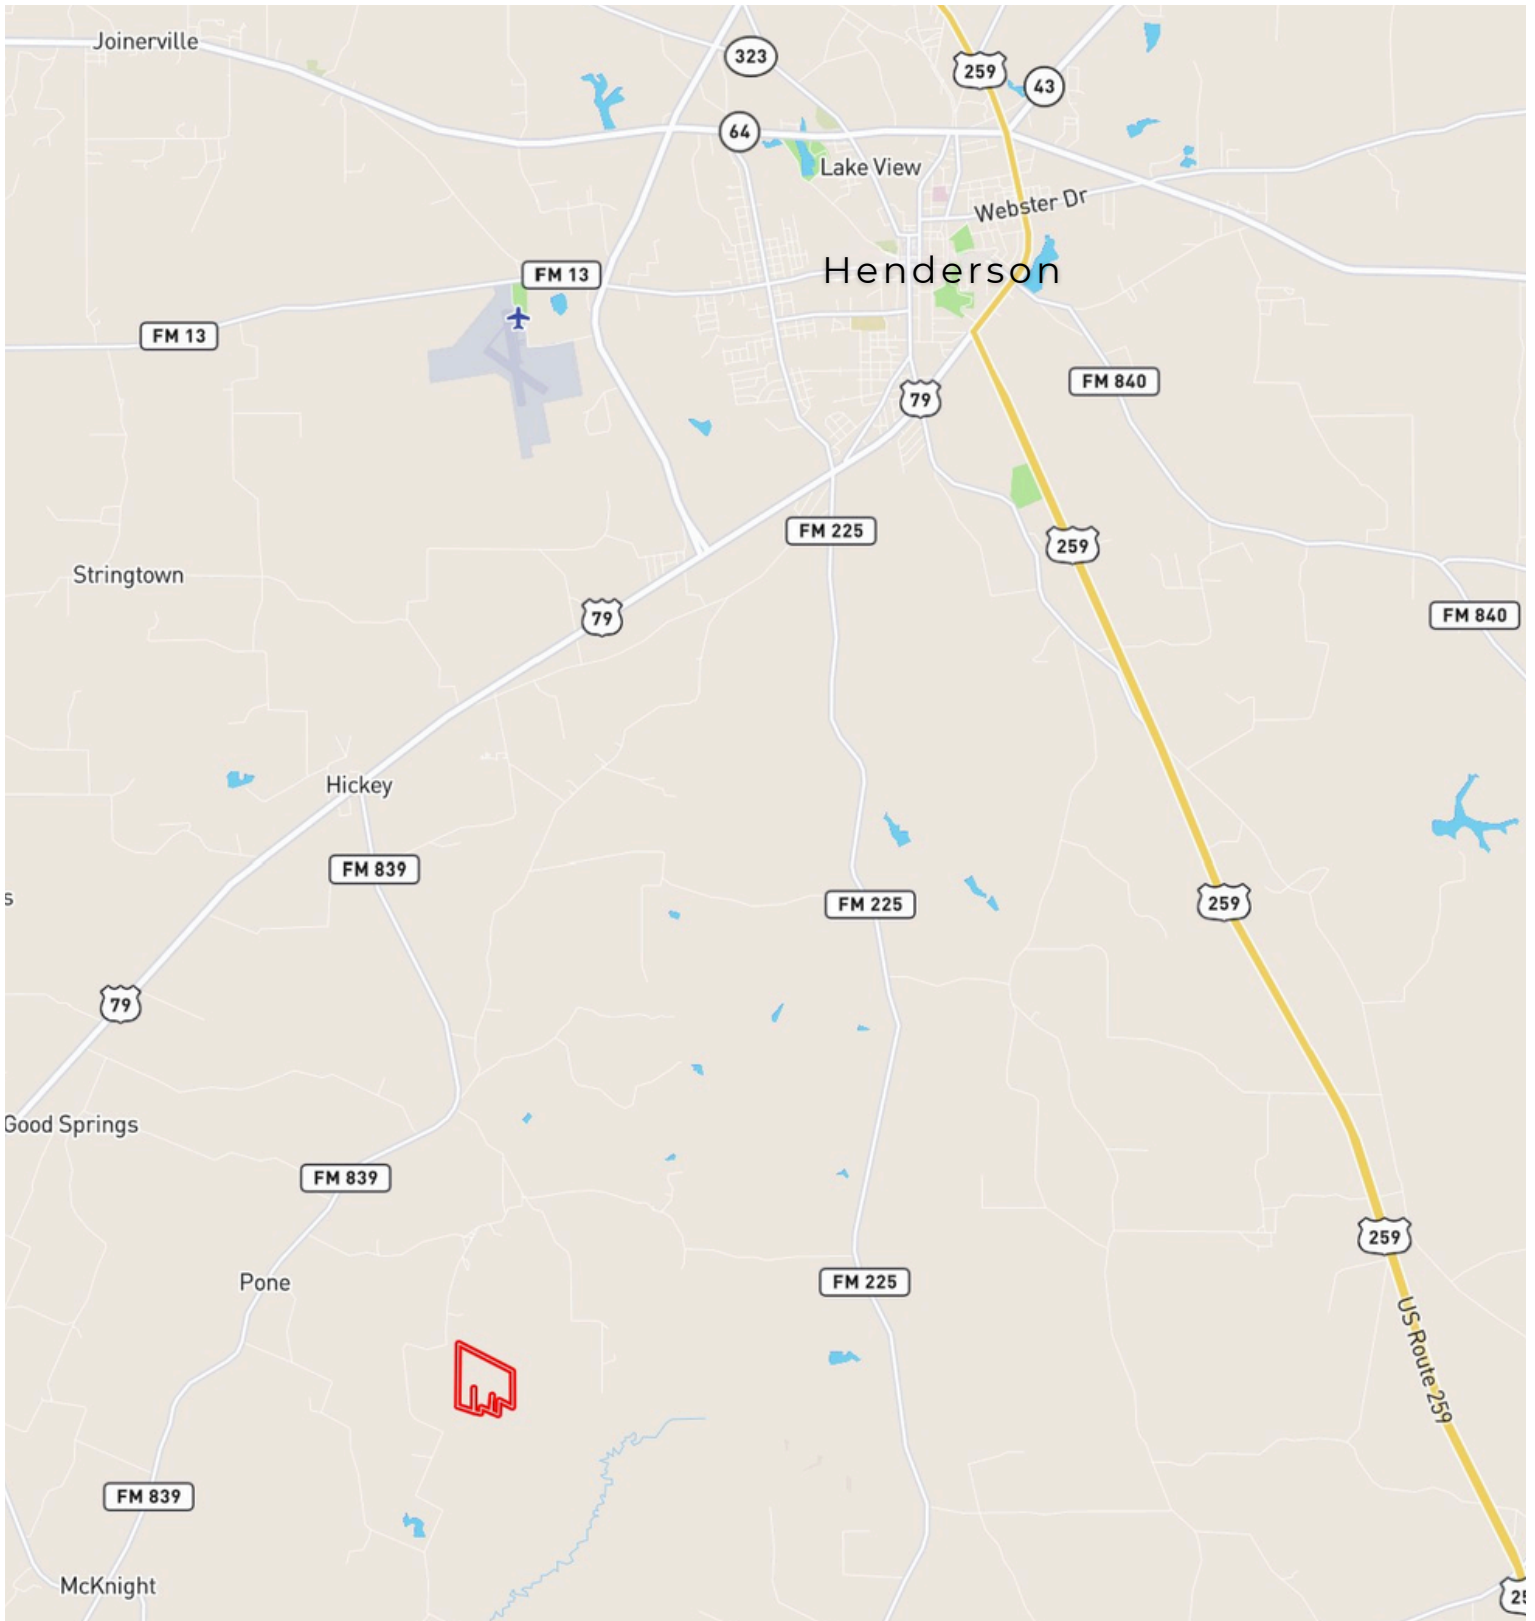 Joinerville
323
259
43
64
Lake View
Webster Dr
Henderson
FM 13
FM 13
FM 840
79
FM 225
259
Stringtown
79
FM 840
Hickey
FM 839
s
FM 225
259
79
Good Springs
FM 839
259
Pone
FM 225
US Route 259
FM 839
McKnight
25